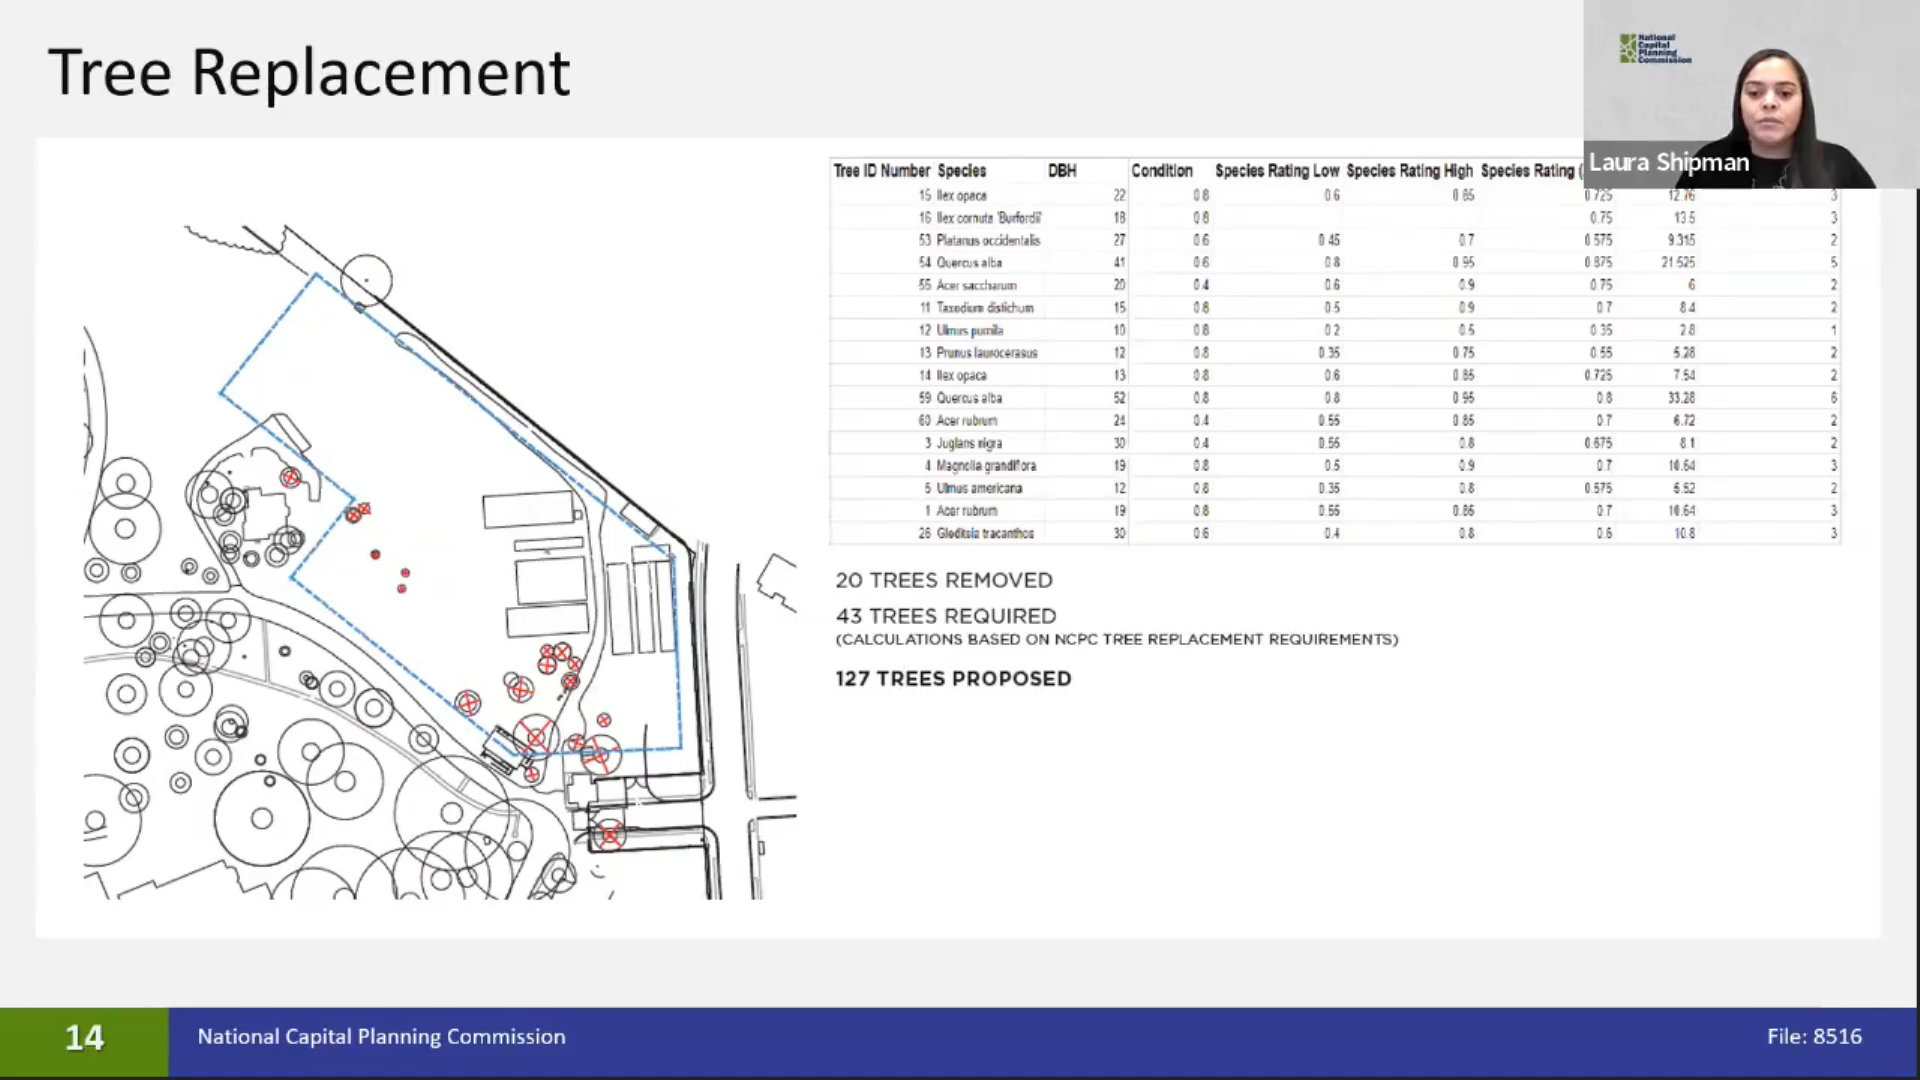 Tree Replacement
National
Capital
Planning
Commission
Laura Shipman
Tree ID Number Species DBH Condition Species Rating Low Species Rating High Species Rating (
15 Ilex opaca 22 0.8 0.6 0.85 0.725 12.76 3
16 Ilex cornuta 'Burfordii' 18 0.8 0.75 13.5 3
53 Platanus occidentalis 27 0.6 0.45 0.7 0.575 9.315 2
54 Quercus alba 41 0.6 0.8 0.95 0.875 21.525 5
55 Acer saccharum 20 0.4 0.6 0.9 0.75 6 2
11 Taxodium distichum 15 0.8 0.5 0.9 0.7 8.4 2
12 Ulmus pumila 10 0.8 0.2 0.5 0.35 2.8 1
13 Prunus laurocerasus 12 0.8 0.35 0.75 0.55 5.28 2
14 Ilex opaca 13 0.8 0.6 0.85 0.725 7.54 2
59 Quercus alba 52 0.8 0.8 0.95 0.8 33.28 6
60 Acer rubrum 24 0.4 0.55 0.85 0.7 6.72 2
3 Juglans nigra 30 0.4 0.55 0.8 0.675 8.1 2
4 Magnolia grandiflora 19 0.8 0.5 0.9 0.7 10.64 3
5 Ulmus americana 12 0.8 0.35 0.8 0.575 5.52 2
1 Acer rubrum 19 0.8 0.55 0.85 0.7 10.64 3
26 Gleditsia tracanthos 30 0.6 0.4 0.8 0.6 10.8 3
20 TREES REMOVED
43 TREES REQUIRED
(CALCULATIONS BASED ON NCPC TREE REPLACEMENT REQUIREMENTS)
127 TREES PROPOSED
14
National Capital Planning Commission
File: 8516